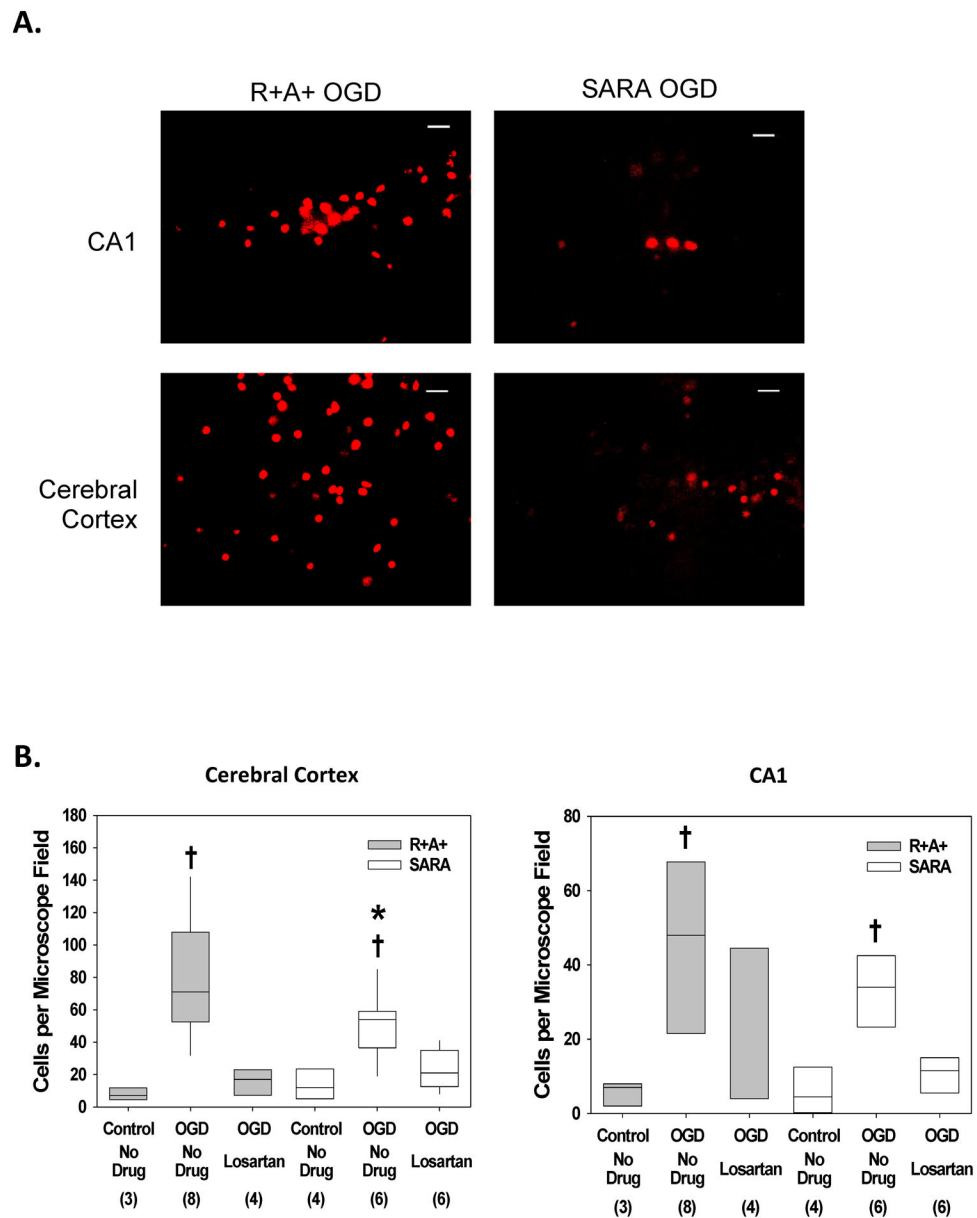 A.
R+A+ OGD
SARA OGD
CA1
Cerebral
Cortex
B.
Cerebral Cortex
Cells per Microscope Field
180
160
140
120
100
80
60
40
20
0
†
*
†
R+A+
SARA
Control OGD OGD Control OGD OGD
No Drug No Drug Losartan No Drug No Drug Losartan
(3) (8) (4) (4) (6) (6)
CA1
Cells per Microscope Field
80
60
40
20
0
†
†
R+A+
SARA
Control OGD OGD Control OGD OGD
No Drug No Drug Losartan No Drug No Drug Losartan
(3) (8) (4) (4) (6) (6)